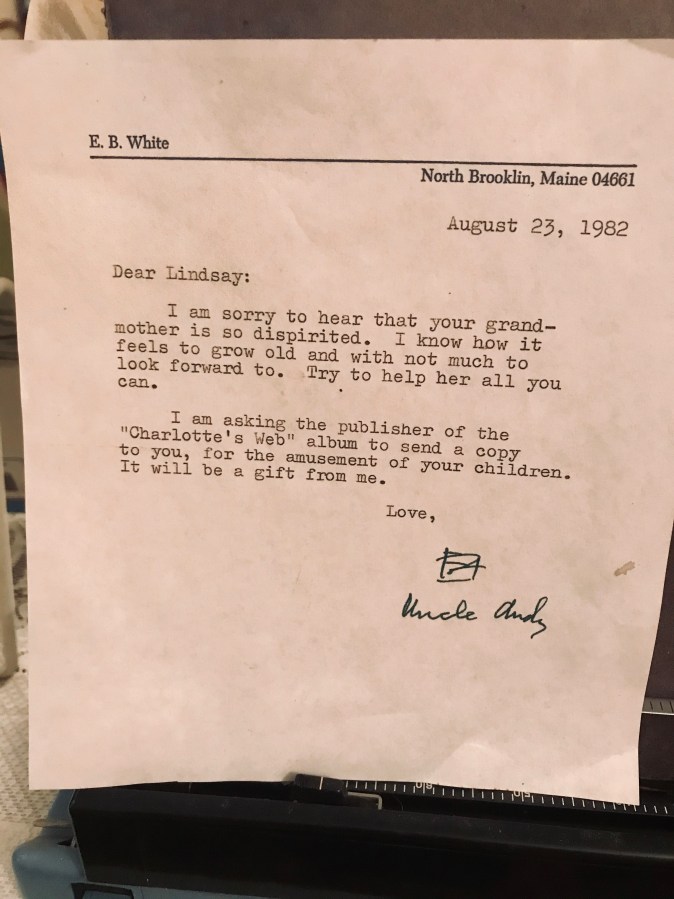 E. B. White
North Brooklin, Maine 04661
August 23, 1982
Dear Lindsay:
I am sorry to hear that your grand-
mother is so dispirited.  I know how it
feels to grow old and with not much to
look forward to.  Try to help her all you
can.
I am asking the publisher of the
"Charlotte's Web" album to send a copy
to you, for the amusement of your children.
It will be a gift from me.
Love,
Uncle Andy